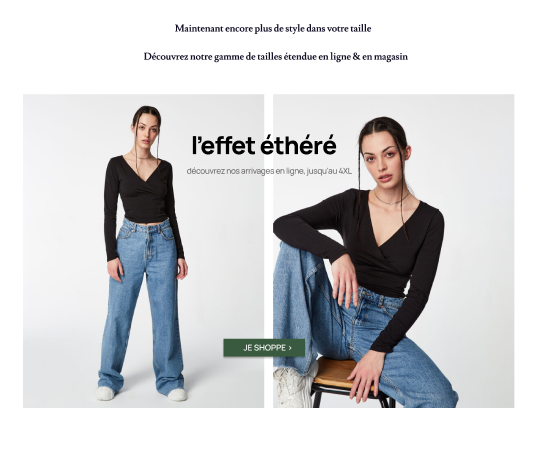 Maintenant encore plus de style dans votre taille
Découvrez notre gamme de tailles étendue en ligne & en magasin
l'effet éthéré
découvrez nos arrivages en ligne, jusqu'au 4XL
JE SHOPPE >